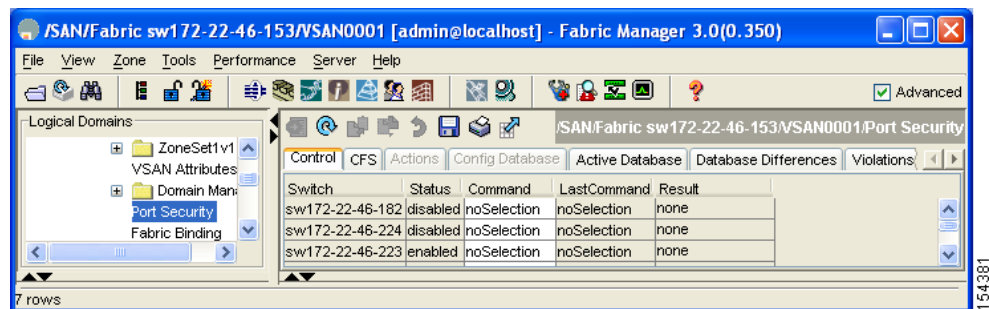 /SAN/Fabric sw172-22-46-153/VSAN0001 [admin@localhost] - Fabric Manager 3.0(0.350)
File View Zone Tools Performance Server Help
Advanced
Logical Domains
/SAN/Fabric sw172-22-46-153/VSAN0001/Port Security
ZoneSet1v1
VSAN Attributes
Domain Mana
Port Security
Fabric Binding
Control CFS Actions Config Database Active Database Database Differences Violations
Switch Status Command LastCommand Result
sw172-22-46-182 disabled noSelection noSelection none
sw172-22-46-224 disabled noSelection noSelection none
sw172-22-46-223 enabled noSelection noSelection none
7 rows
154381